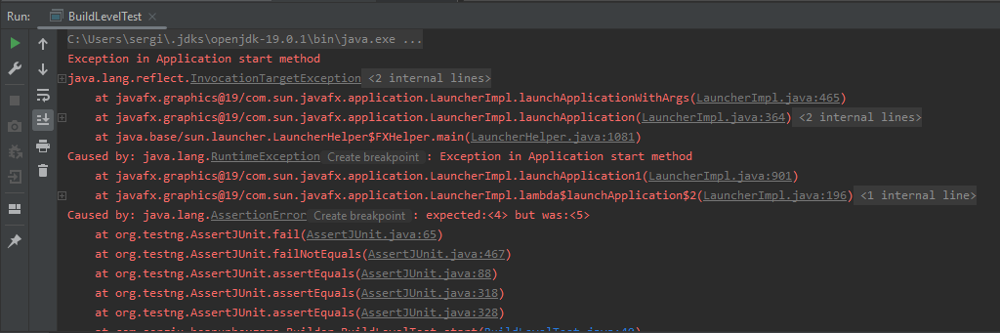 Run: BuildLevelTest
C:\Users\sergi\.jdks\openjdk-19.0.1\bin\java.exe ...
Exception in Application start method
java.lang.reflect.InvocationTargetException <2 internal lines>
at javafx.graphics@19/com.sun.javafx.application.LauncherImpl.launchApplicationWithArgs(LauncherImpl.java:465)
at javafx.graphics@19/com.sun.javafx.application.LauncherImpl.launchApplication(LauncherImpl.java:364) <2 internal lines>
at java.base/sun.launcher.LauncherHelper$FXHelper.main(LauncherHelper.java:1081)
Caused by: java.lang.RuntimeException Create breakpoint : Exception in Application start method
at javafx.graphics@19/com.sun.javafx.application.LauncherImpl.launchApplication1(LauncherImpl.java:901)
at javafx.graphics@19/com.sun.javafx.application.LauncherImpl.lambda$launchApplication$2(LauncherImpl.java:196) <1 internal line>
Caused by: java.lang.AssertionError Create breakpoint : expected:<4> but was:<5>
at org.testng.AssertJUnit.fail(AssertJUnit.java:65)
at org.testng.AssertJUnit.failNotEquals(AssertJUnit.java:467)
at org.testng.AssertJUnit.assertEquals(AssertJUnit.java:88)
at org.testng.AssertJUnit.assertEquals(AssertJUnit.java:318)
at org.testng.AssertJUnit.assertEquals(AssertJUnit.java:328)